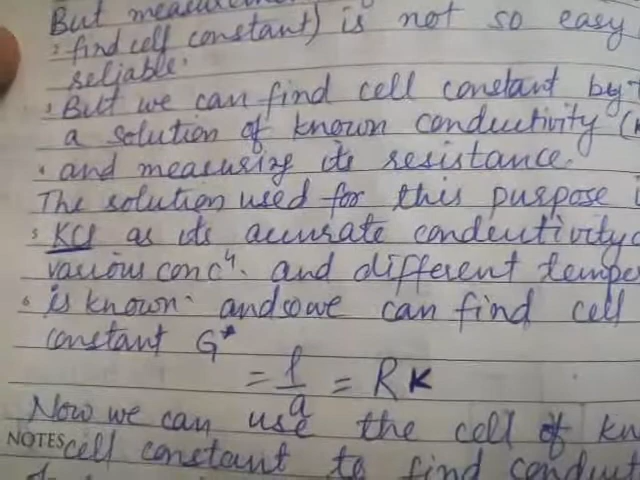 But measurement
find cell constant) is not so easy
reliable.
But we can find cell constant by
a solution of known conductivity (
and measuring its resistance.
The solution used for this purpose i
KCl as its accurate conductivity
various concn. and different tempe
is known. and so we can find cell
constant G*
= l/a = RK
Now we can use the cell of kn
NOTES cell constant to find conduct